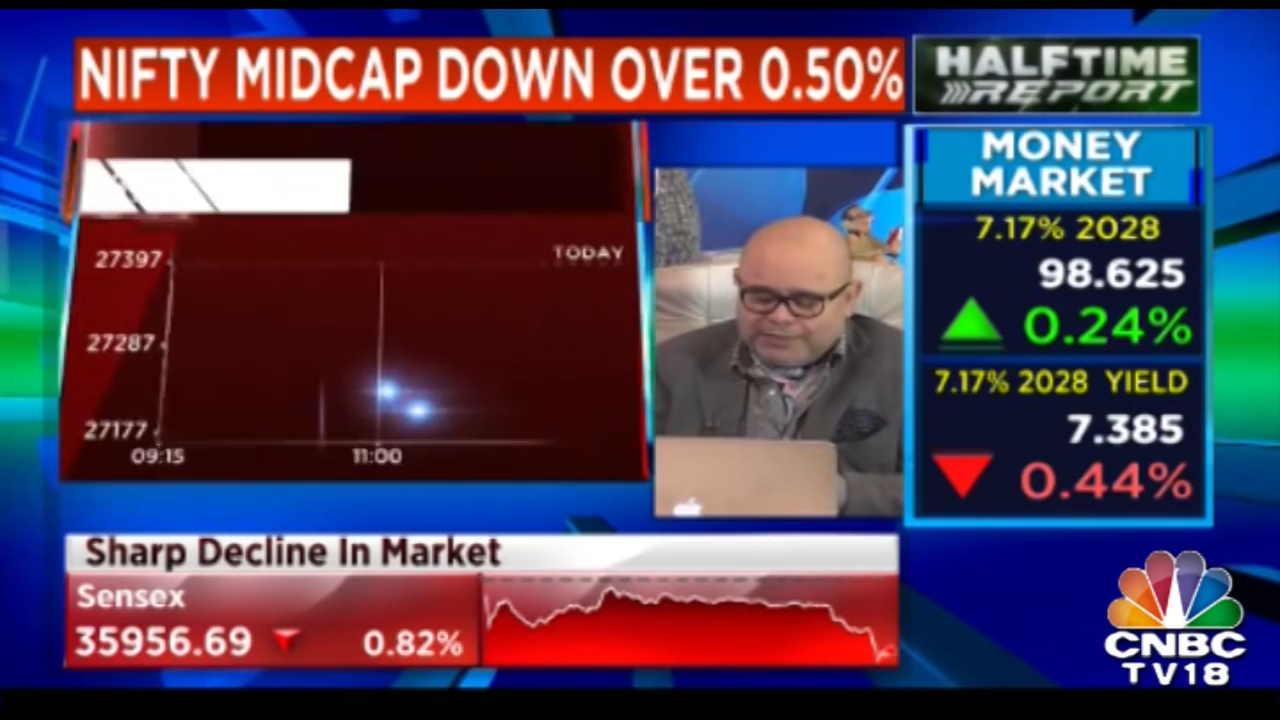 NIFTY MIDCAP DOWN OVER 0.50%
HALFTIME
REPORT
TODAY
27397
27287
27177
09:15
11:00
MONEY
MARKET
7.17% 2028
98.625
0.24%
7.17% 2028 YIELD
7.385
0.44%
Sharp Decline In Market
Sensex
35956.69
0.82%
CNBC
TV18